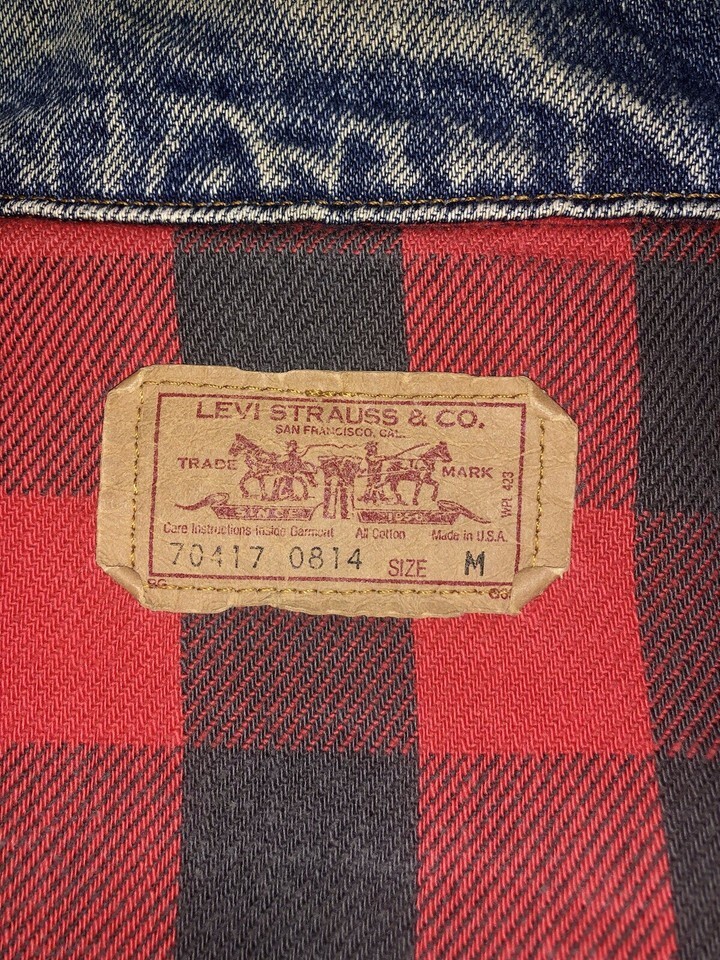 LEVI STRAUSS & CO.
SAN FRANCISCO, CAL.
TRADE MARK
WPL 423
Care Instructions Inside Garment All Cotton Made in U.S.A.
70417 0814 SIZE M